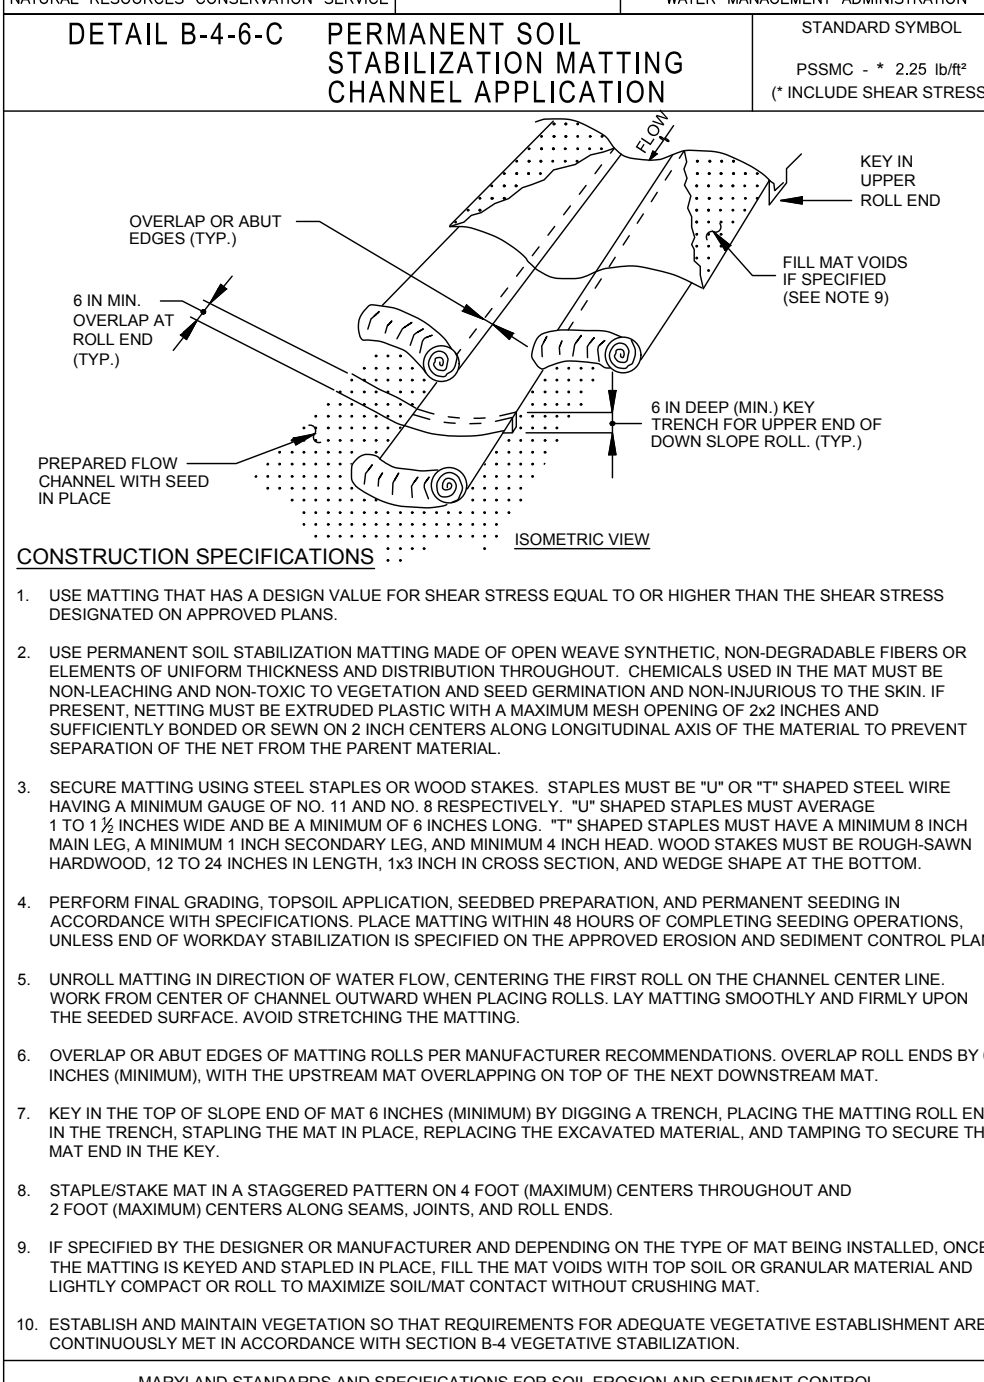 NATURAL RESOURCES CONSERVATION SERVICE
WATER MANAGEMENT ADMINISTRATION
DETAIL B-4-6-C PERMANENT SOIL
STABILIZATION MATTING
CHANNEL APPLICATION
STANDARD SYMBOL
PSSMC - * 2.25 lb/ft²
(* INCLUDE SHEAR STRESS
FLOW
KEY IN
UPPER
ROLL END
OVERLAP OR ABUT
EDGES (TYP.)
FILL MAT VOIDS
IF SPECIFIED
(SEE NOTE 9)
6 IN MIN.
OVERLAP AT
ROLL END
(TYP.)
6 IN DEEP (MIN.) KEY
TRENCH FOR UPPER END OF
DOWN SLOPE ROLL. (TYP.)
PREPARED FLOW
CHANNEL WITH SEED
IN PLACE
ISOMETRIC VIEW
CONSTRUCTION SPECIFICATIONS
1. USE MATTING THAT HAS A DESIGN VALUE FOR SHEAR STRESS EQUAL TO OR HIGHER THAN THE SHEAR STRESS
DESIGNATED ON APPROVED PLANS.
2. USE PERMANENT SOIL STABILIZATION MATTING MADE OF OPEN WEAVE SYNTHETIC, NON-DEGRADABLE FIBERS OR
ELEMENTS OF UNIFORM THICKNESS AND DISTRIBUTION THROUGHOUT. CHEMICALS USED IN THE MAT MUST BE
NON-LEACHING AND NON-TOXIC TO VEGETATION AND SEED GERMINATION AND NON-INJURIOUS TO THE SKIN. IF
PRESENT, NETTING MUST BE EXTRUDED PLASTIC WITH A MAXIMUM MESH OPENING OF 2x2 INCHES AND
SUFFICIENTLY BONDED OR SEWN ON 2 INCH CENTERS ALONG LONGITUDINAL AXIS OF THE MATERIAL TO PREVENT
SEPARATION OF THE NET FROM THE PARENT MATERIAL.
3. SECURE MATTING USING STEEL STAPLES OR WOOD STAKES. STAPLES MUST BE "U" OR "T" SHAPED STEEL WIRE
HAVING A MINIMUM GAUGE OF NO. 11 AND NO. 8 RESPECTIVELY. "U" SHAPED STAPLES MUST AVERAGE
1 TO 1 ½ INCHES WIDE AND BE A MINIMUM OF 6 INCHES LONG. "T" SHAPED STAPLES MUST HAVE A MINIMUM 8 INCH
MAIN LEG, A MINIMUM 1 INCH SECONDARY LEG, AND MINIMUM 4 INCH HEAD. WOOD STAKES MUST BE ROUGH-SAWN
HARDWOOD, 12 TO 24 INCHES IN LENGTH, 1x3 INCH IN CROSS SECTION, AND WEDGE SHAPE AT THE BOTTOM.
4. PERFORM FINAL GRADING, TOPSOIL APPLICATION, SEEDBED PREPARATION, AND PERMANENT SEEDING IN
ACCORDANCE WITH SPECIFICATIONS. PLACE MATTING WITHIN 48 HOURS OF COMPLETING SEEDING OPERATIONS,
UNLESS END OF WORKDAY STABILIZATION IS SPECIFIED ON THE APPROVED EROSION AND SEDIMENT CONTROL PLAN
5. UNROLL MATTING IN DIRECTION OF WATER FLOW, CENTERING THE FIRST ROLL ON THE CHANNEL CENTER LINE.
WORK FROM CENTER OF CHANNEL OUTWARD WHEN PLACING ROLLS. LAY MATTING SMOOTHLY AND FIRMLY UPON
THE SEEDED SURFACE. AVOID STRETCHING THE MATTING.
6. OVERLAP OR ABUT EDGES OF MATTING ROLLS PER MANUFACTURER RECOMMENDATIONS. OVERLAP ROLL ENDS BY
INCHES (MINIMUM), WITH THE UPSTREAM MAT OVERLAPPING ON TOP OF THE NEXT DOWNSTREAM MAT.
7. KEY IN THE TOP OF SLOPE END OF MAT 6 INCHES (MINIMUM) BY DIGGING A TRENCH, PLACING THE MATTING ROLL EN
IN THE TRENCH, STAPLING THE MAT IN PLACE, REPLACING THE EXCAVATED MATERIAL, AND TAMPING TO SECURE TH
MAT END IN THE KEY.
8. STAPLE/STAKE MAT IN A STAGGERED PATTERN ON 4 FOOT (MAXIMUM) CENTERS THROUGHOUT AND
2 FOOT (MAXIMUM) CENTERS ALONG SEAMS, JOINTS, AND ROLL ENDS.
9. IF SPECIFIED BY THE DESIGNER OR MANUFACTURER AND DEPENDING ON THE TYPE OF MAT BEING INSTALLED, ONCE
THE MATTING IS KEYED AND STAPLED IN PLACE, FILL THE MAT VOIDS WITH TOP SOIL OR GRANULAR MATERIAL AND
LIGHTLY COMPACT OR ROLL TO MAXIMIZE SOIL/MAT CONTACT WITHOUT CRUSHING MAT.
10. ESTABLISH AND MAINTAIN VEGETATION SO THAT REQUIREMENTS FOR ADEQUATE VEGETATIVE ESTABLISHMENT ARE
CONTINUOUSLY MET IN ACCORDANCE WITH SECTION B-4 VEGETATIVE STABILIZATION.
MARYLAND STANDARDS AND SPECIFICATIONS FOR SOIL EROSION AND SEDIMENT CONTROL